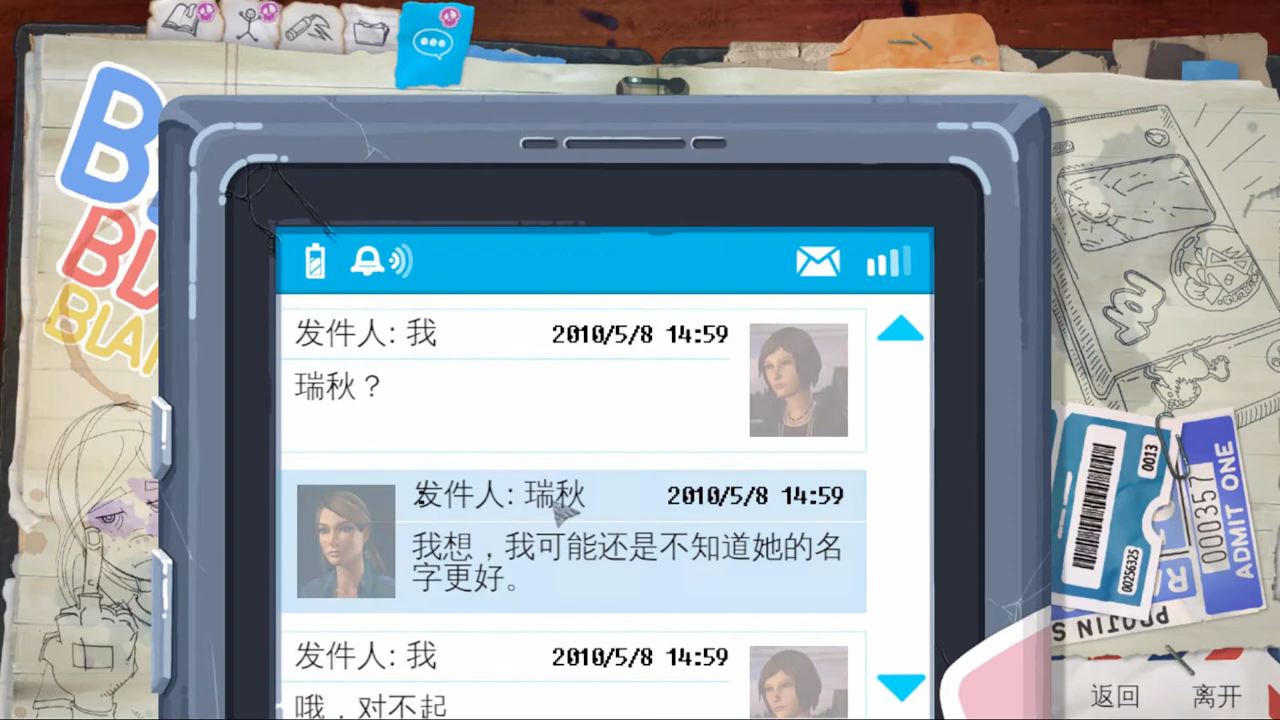 BLA
BLA
发件人: 我 2010/5/8 14:59
瑞秋？
发件人: 瑞秋 2010/5/8 14:59
我想，我可能还是不知道她的名
字更好。
发件人: 我 2010/5/8 14:59
哦，对不起
0013
00256325
000357
ADMIT ONE
返回 离开